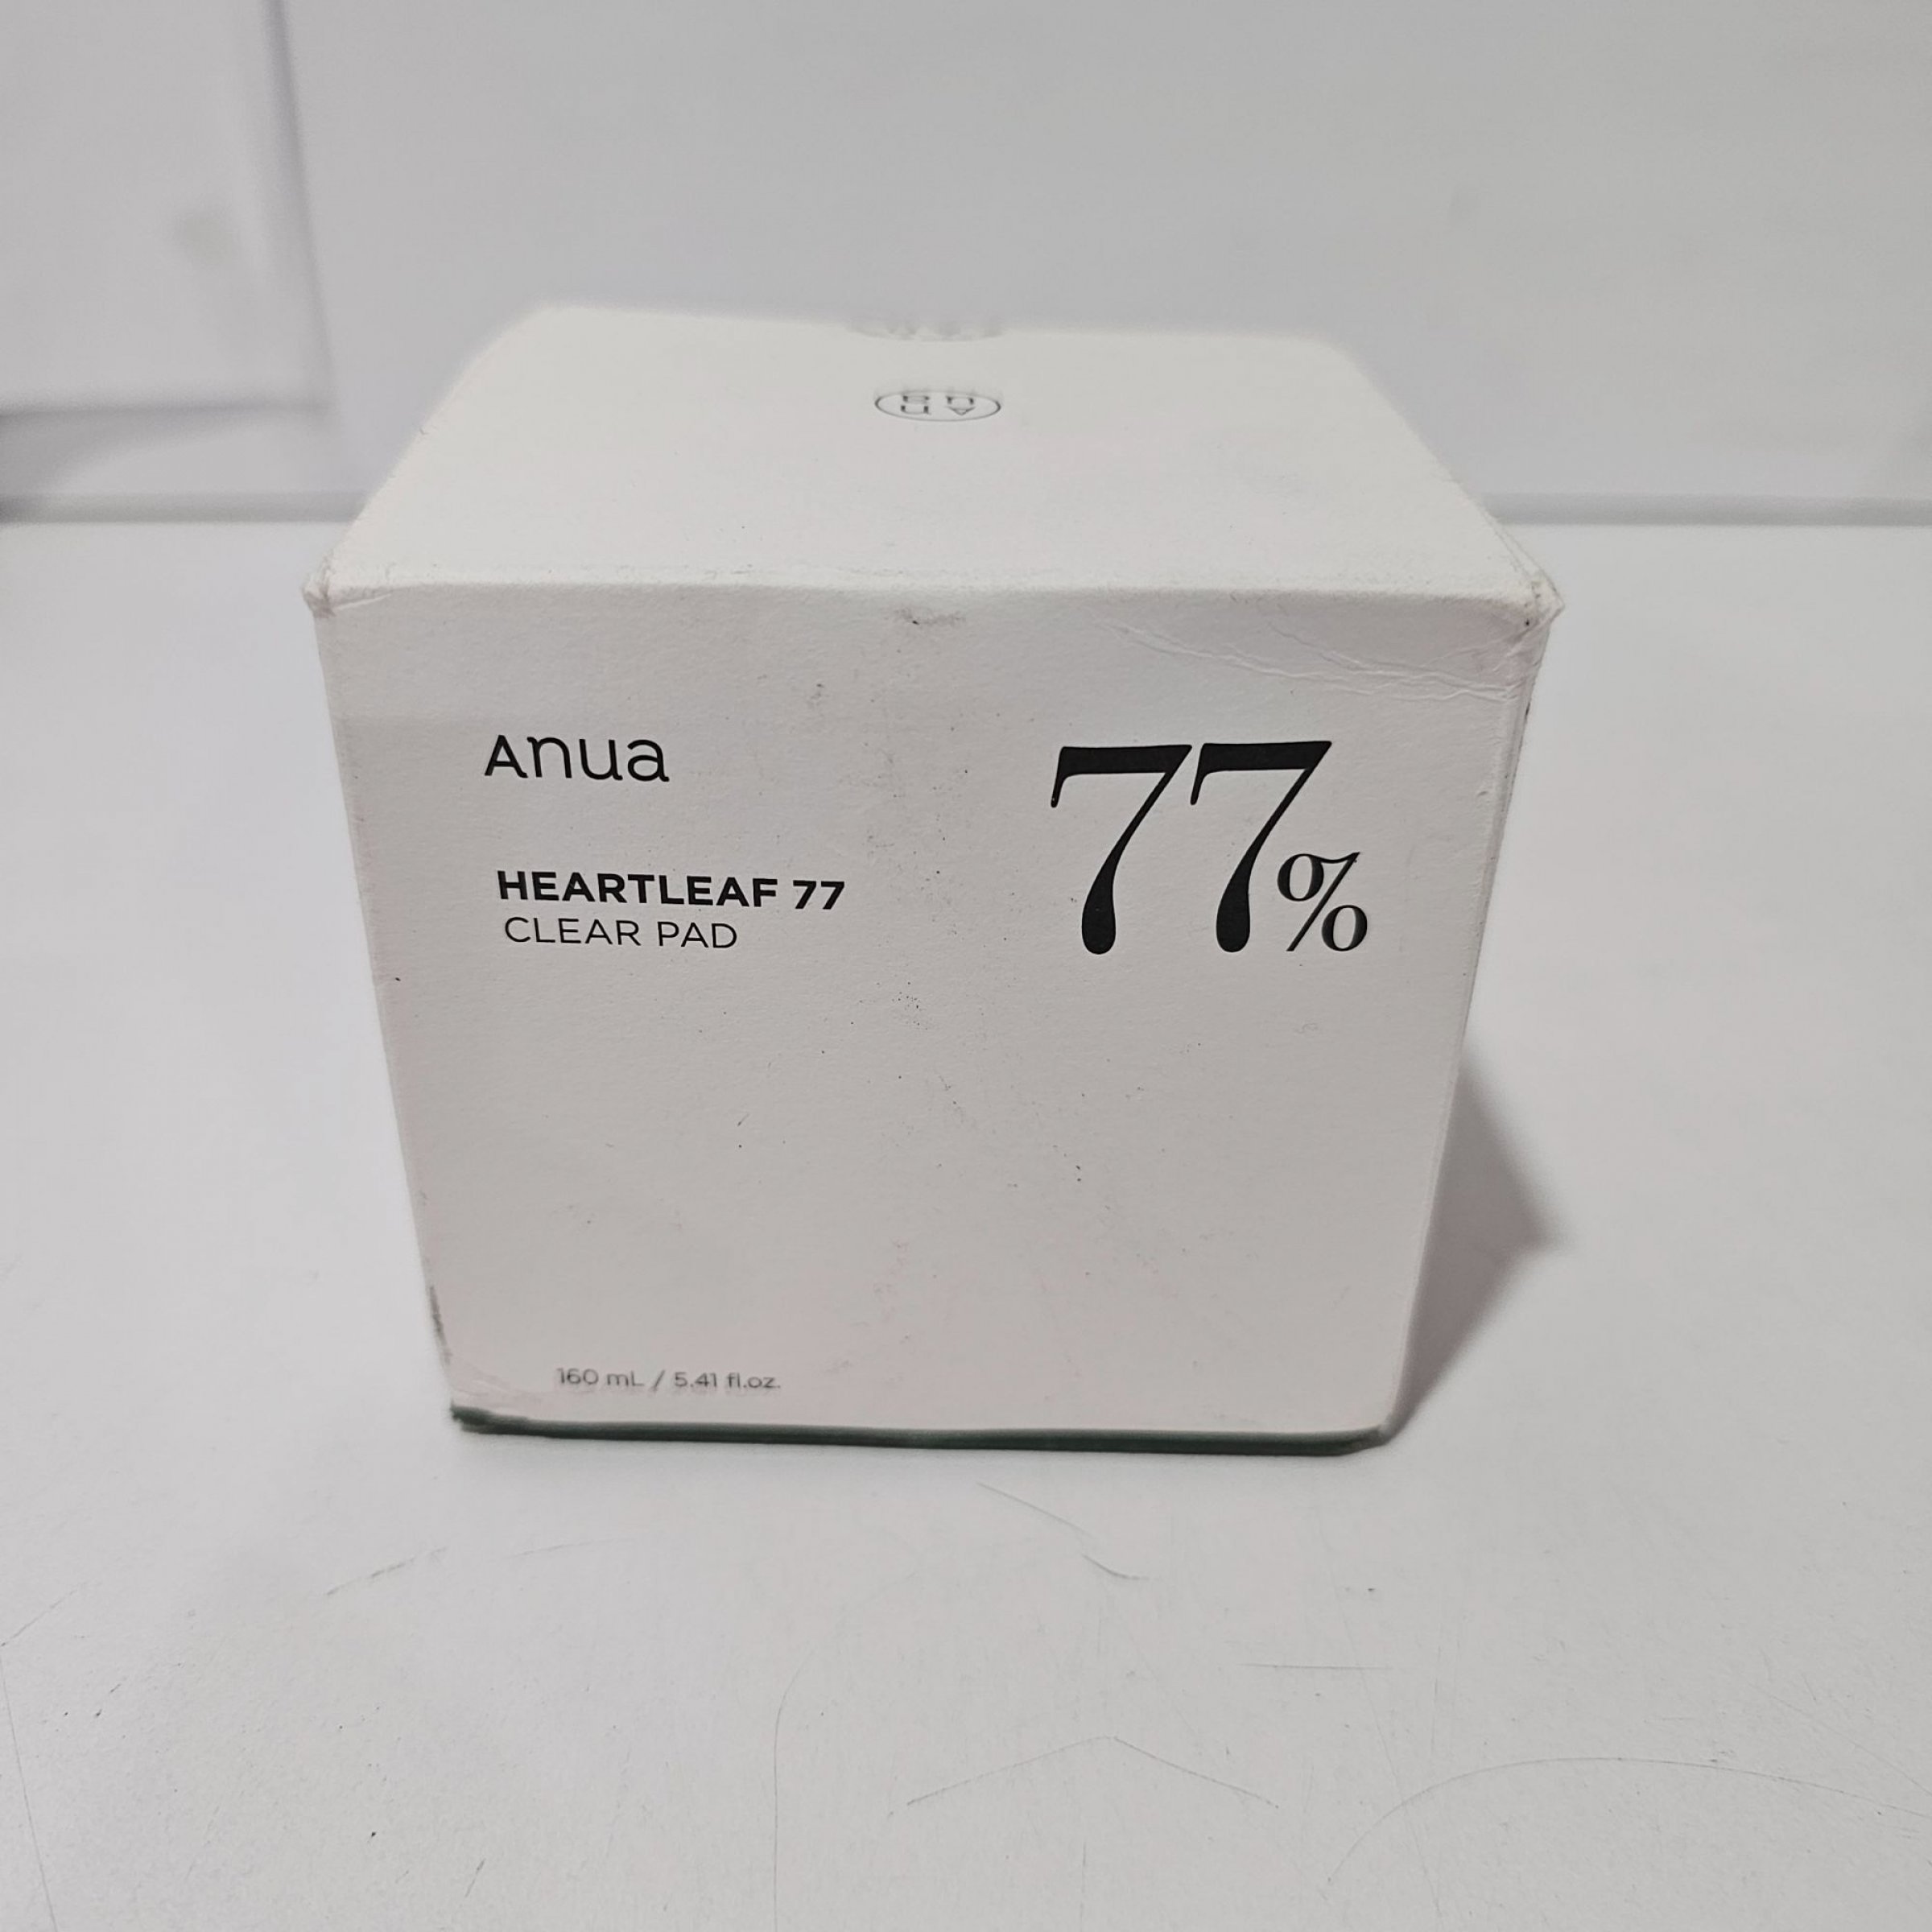 Anua
77%
HEARTLEAF 77
CLEAR PAD
160 mL / 5.41 fl.oz.